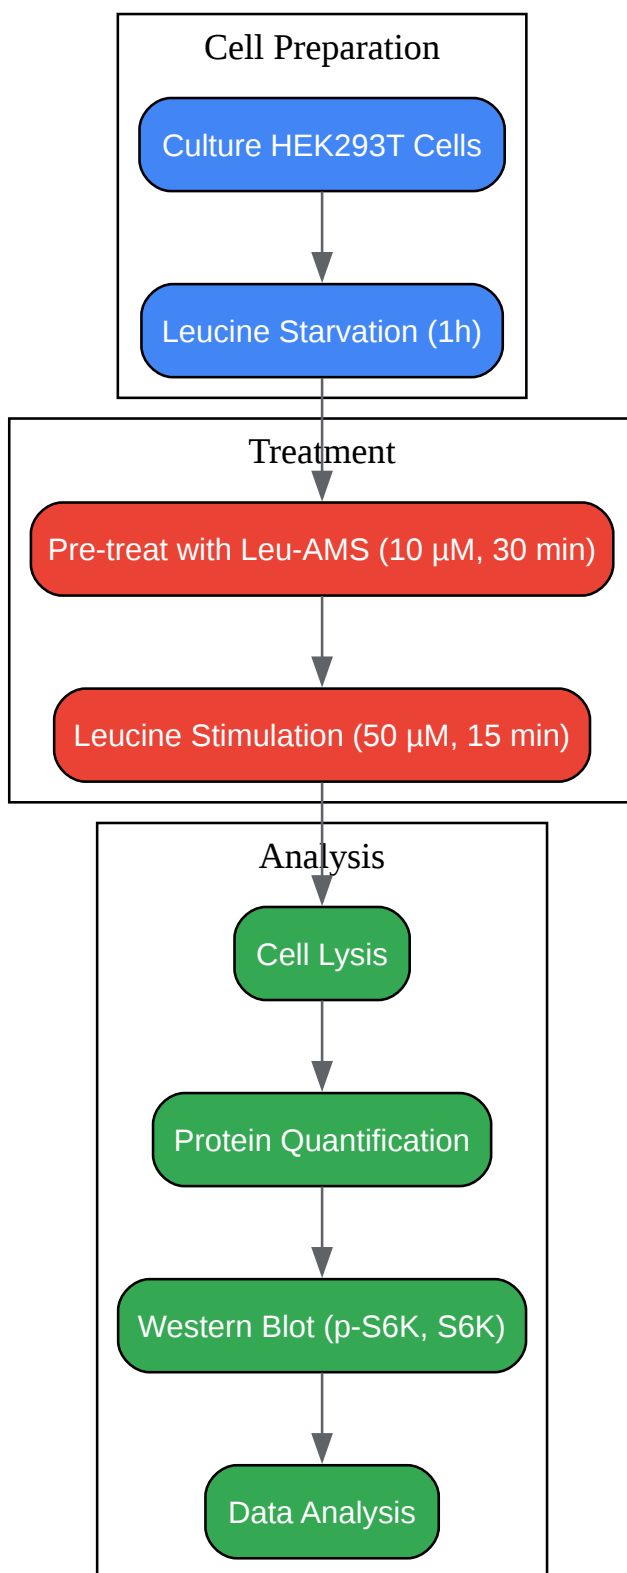 Cell Preparation
Culture HEK293T Cells
Leucine Starvation (1h)
Treatment
Pre-treat with Leu-AMS (10 µM, 30 min)
Leucine Stimulation (50 µM, 15 min)
Analysis
Cell Lysis
Protein Quantification
Western Blot (p-S6K, S6K)
Data Analysis